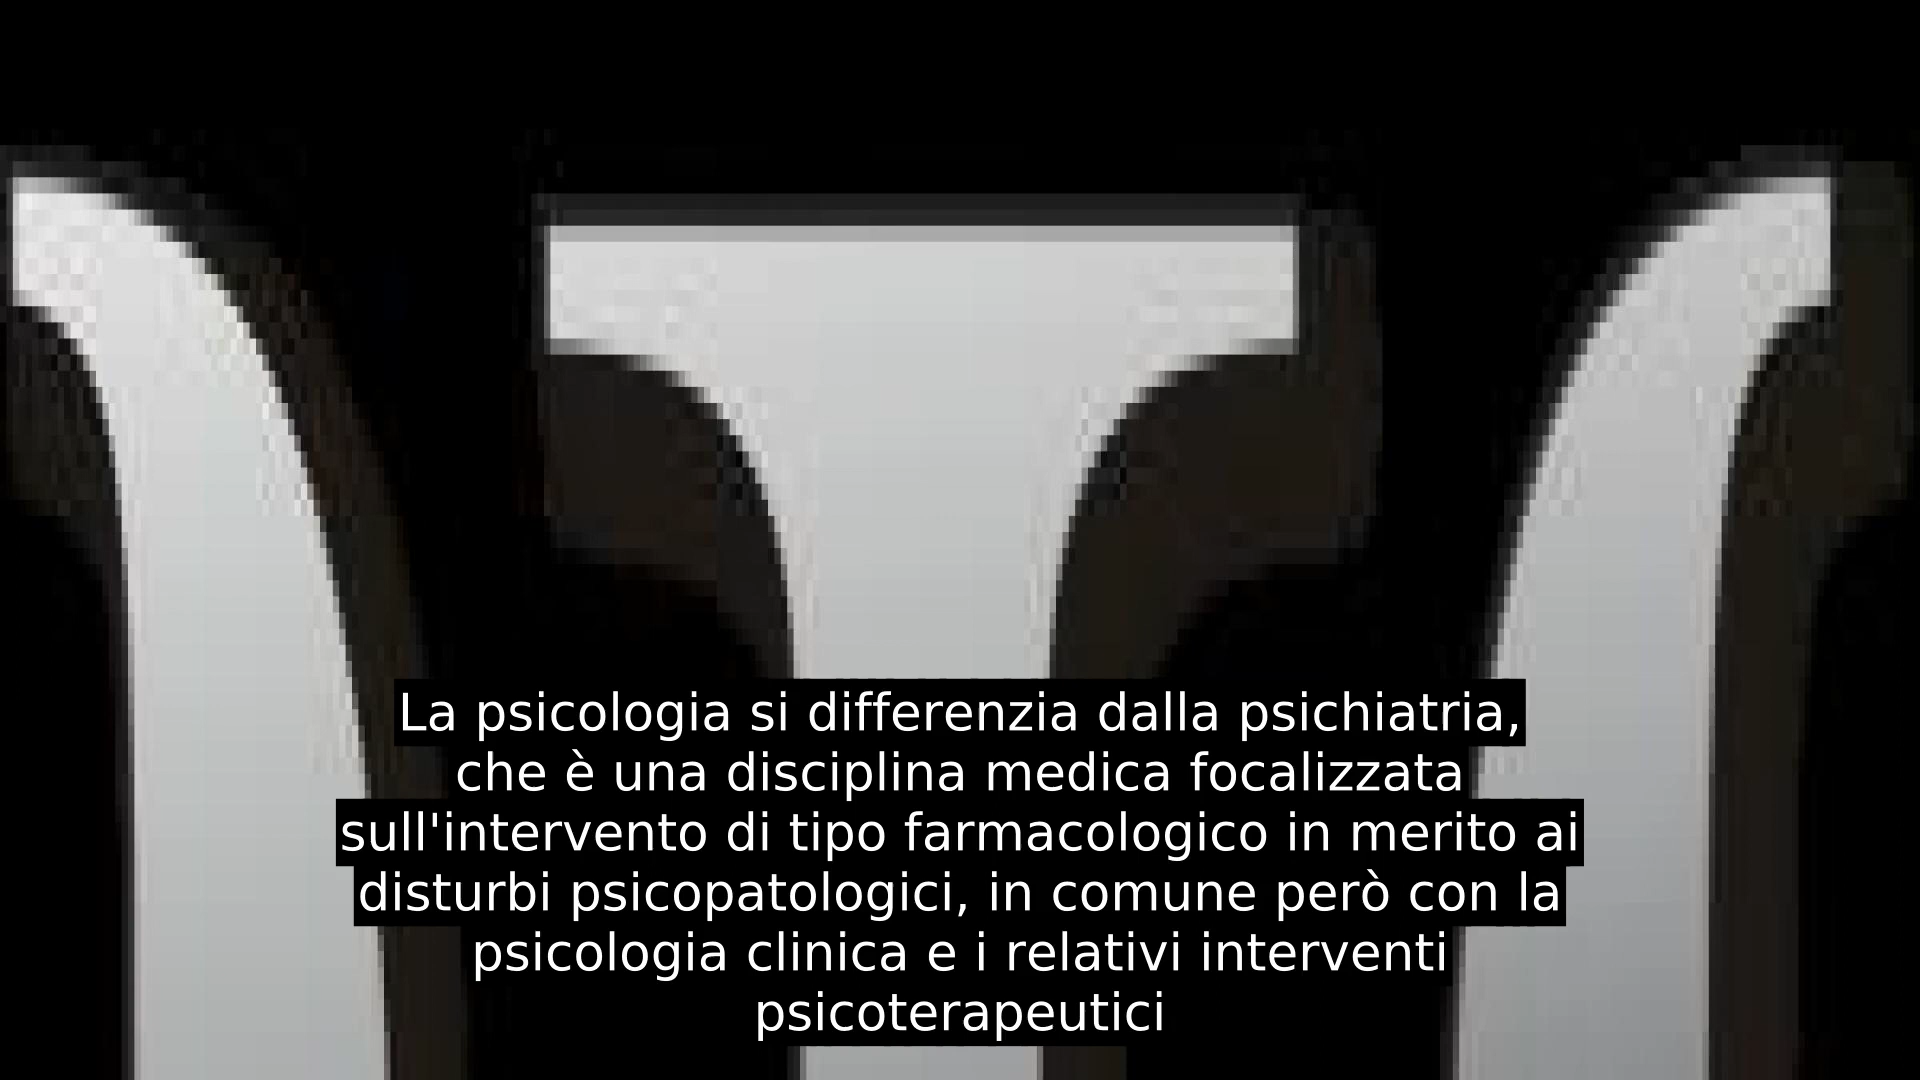 La psicologia si differenzia dalla psichiatria,
che è una disciplina medica focalizzata
sull'intervento di tipo farmacologico in merito ai
disturbi psicopatologici, in comune però con la
psicologia clinica e i relativi interventi
psicoterapeutici